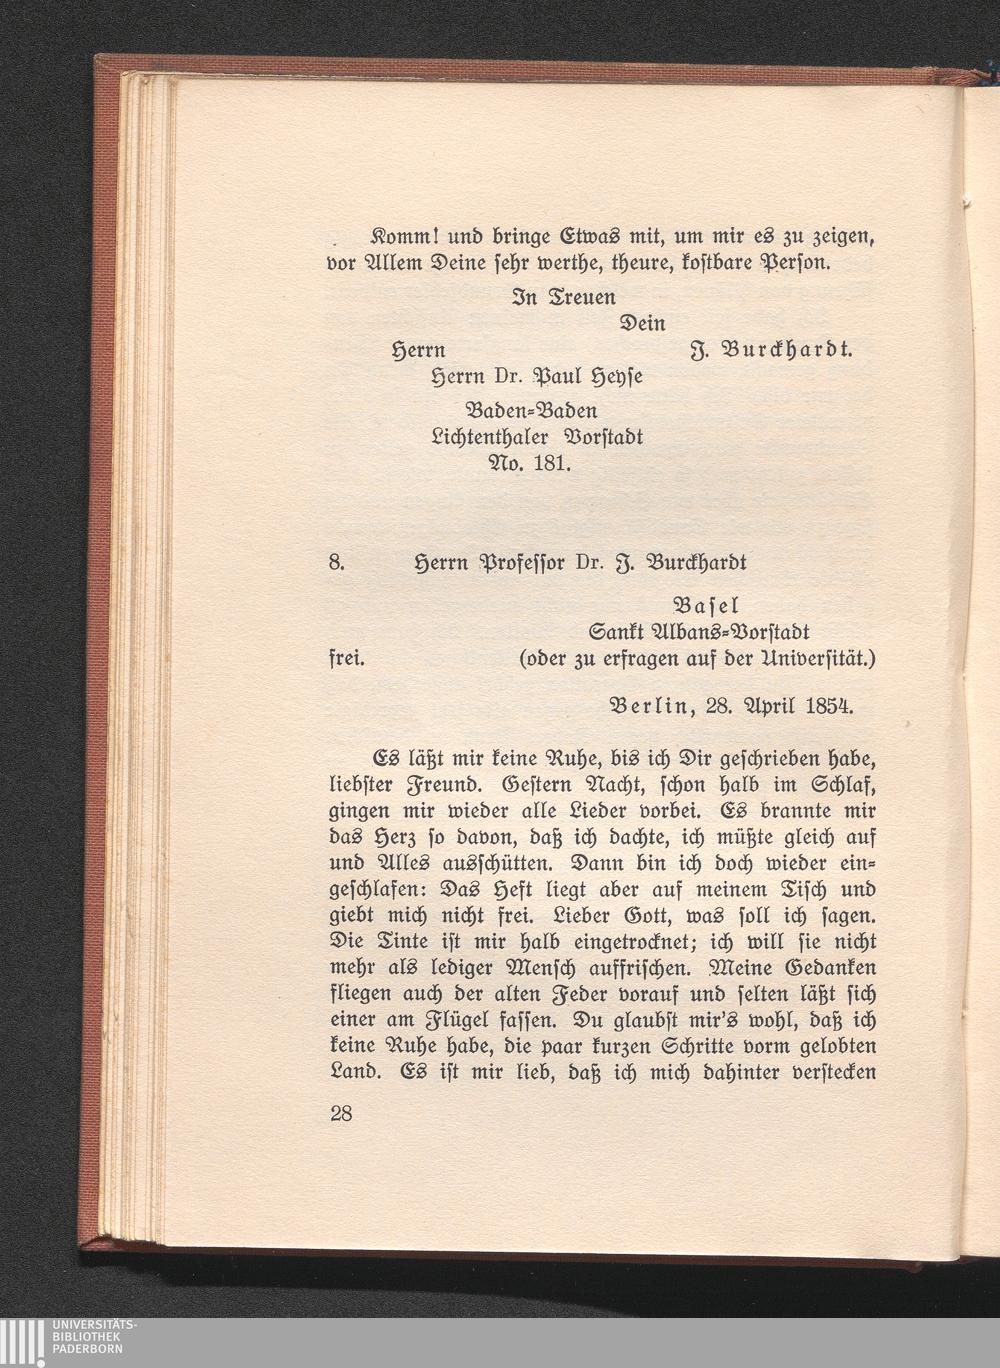 Komm! und bringe Etwas mit, um mir es zu zeigen,
vor Allem Deine sehr werthe, theure, kostbare Person.
In Treuen
Dein
Herrn J. Burckhardt.
Herrn Dr. Paul Heyse
Baden-Baden
Lichtenthaler Vorstadt
No. 181.
8. Herrn Professor Dr. J. Burckhardt
Basel
Sankt Albans-Vorstadt
frei. (oder zu erfragen auf der Universität.)
Berlin, 28. April 1854.
Es läßt mir keine Ruhe, bis ich Dir geschrieben habe,
liebster Freund. Gestern Nacht, schon halb im Schlaf,
gingen mir wieder alle Lieder vorbei. Es brannte mir
das Herz so davon, daß ich dachte, ich müßte gleich auf
und Alles ausschütten. Dann bin ich doch wieder ein-
geschlafen: Das Heft liegt aber auf meinem Tisch und
giebt mich nicht frei. Lieber Gott, was soll ich sagen.
Die Tinte ist mir halb eingetrocknet; ich will sie nicht
mehr als lediger Mensch auffrischen. Meine Gedanken
fliegen auch der alten Feder vorauf und selten läßt sich
einer am Flügel fassen. Du glaubst mir's wohl, daß ich
keine Ruhe habe, die paar kurzen Schritte vorm gelobten
Land. Es ist mir lieb, daß ich mich dahinter verstecken
28
UNIVERSITÄTS-
BIBLIOTHEK
PADERBORN